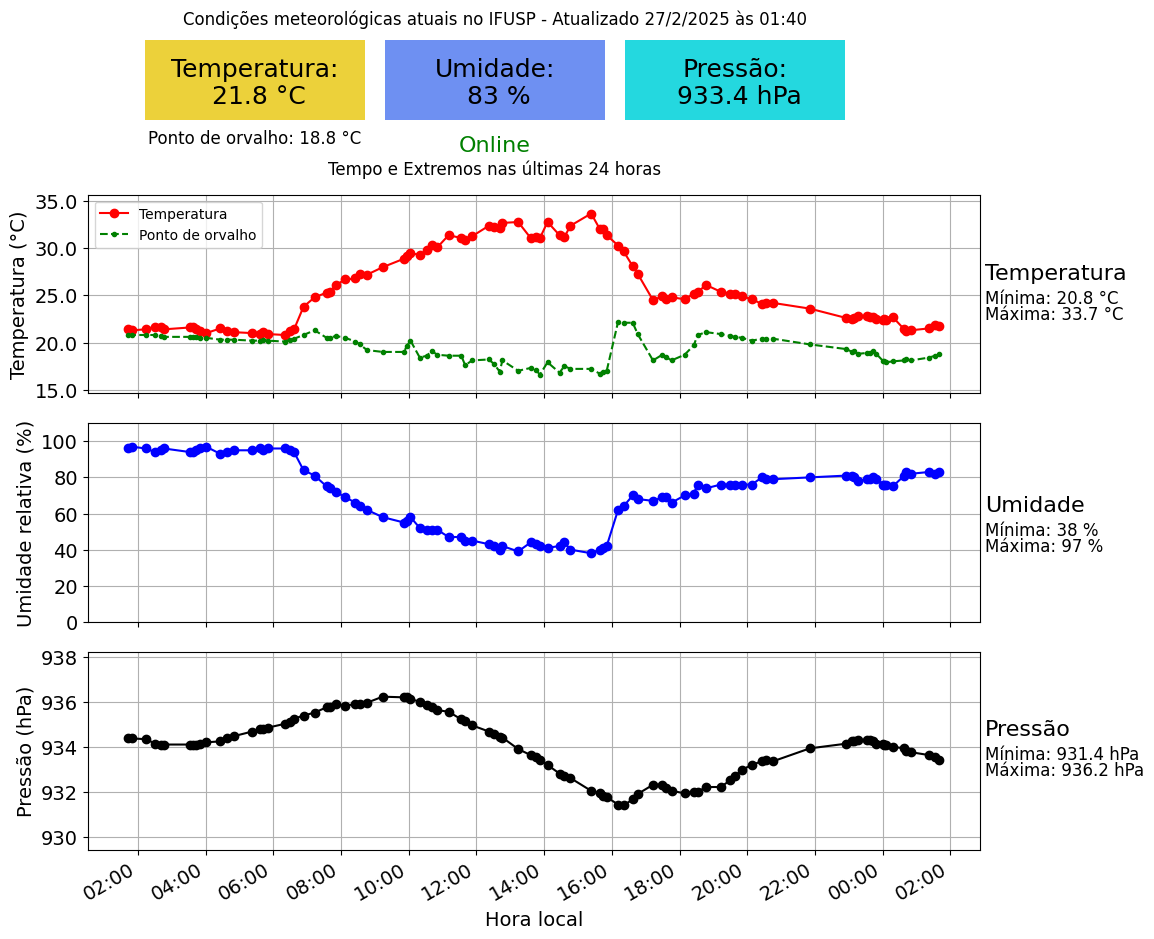 Condições meteorológicas atuais no IFUSP - Atualizado 27/2/2025 às 01:40
Temperatura:
21.8 °C
Umidade:
83 %
Pressão:
933.4 hPa
Ponto de orvalho: 18.8 °C
Online
Tempo e Extremos nas últimas 24 horas
Temperatura (°C)
35.0
30.0
25.0
20.0
15.0
Temperatura
Ponto de orvalho
Temperatura
Mínima: 20.8 °C
Máxima: 33.7 °C
Umidade relativa (%)
100
80
60
40
20
0
Umidade
Mínima: 38 %
Máxima: 97 %
Pressão (hPa)
938
936
934
932
930
Pressão
Mínima: 931.4 hPa
Máxima: 936.2 hPa
02:00 04:00 06:00 08:00 10:00 12:00 14:00 16:00 18:00 20:00 22:00 00:00 02:00
Hora local